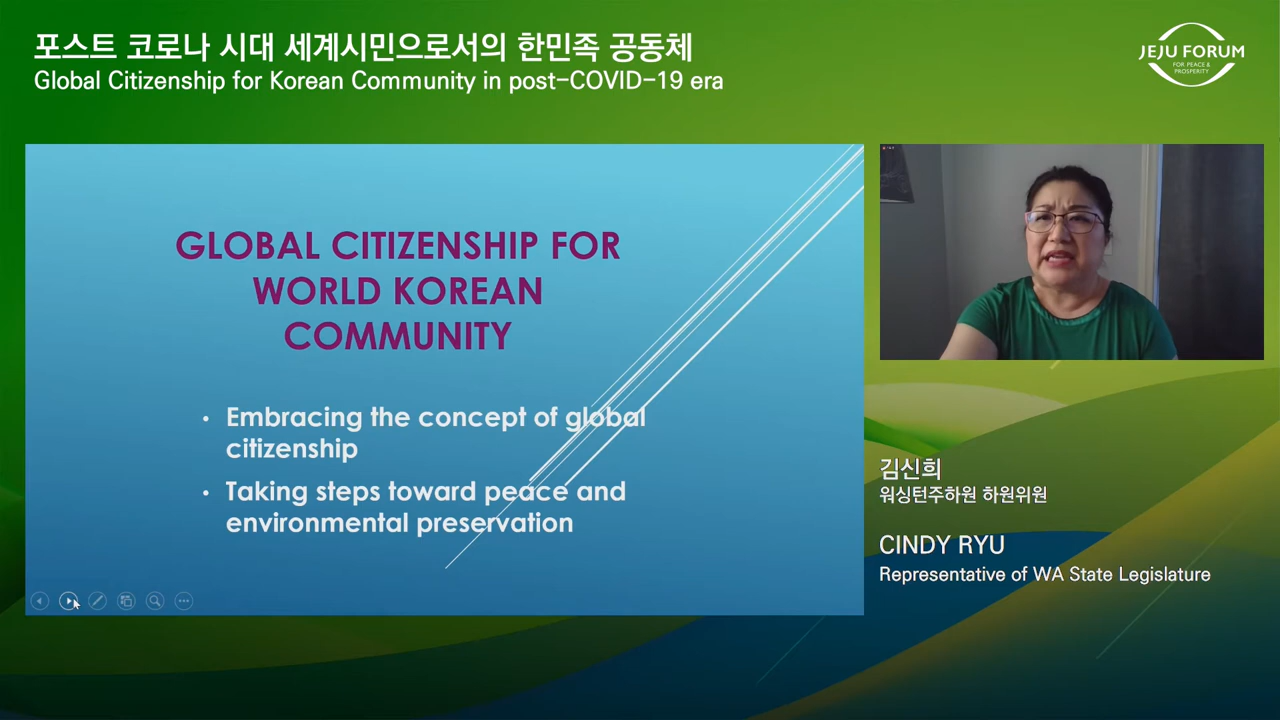 포스트 코로나 시대 세계시민으로서의 한민족 공동체
Global Citizenship for Korean Community in post-COVID-19 era
JEJU FORUM
FOR PEACE &
PROSPERITY
GLOBAL CITIZENSHIP FOR
WORLD KOREAN
COMMUNITY
• Embracing the concept of global
citizenship
• Taking steps toward peace and
environmental preservation
김신희
워싱턴주하원 하원위원
CINDY RYU
Representative of WA State Legislature